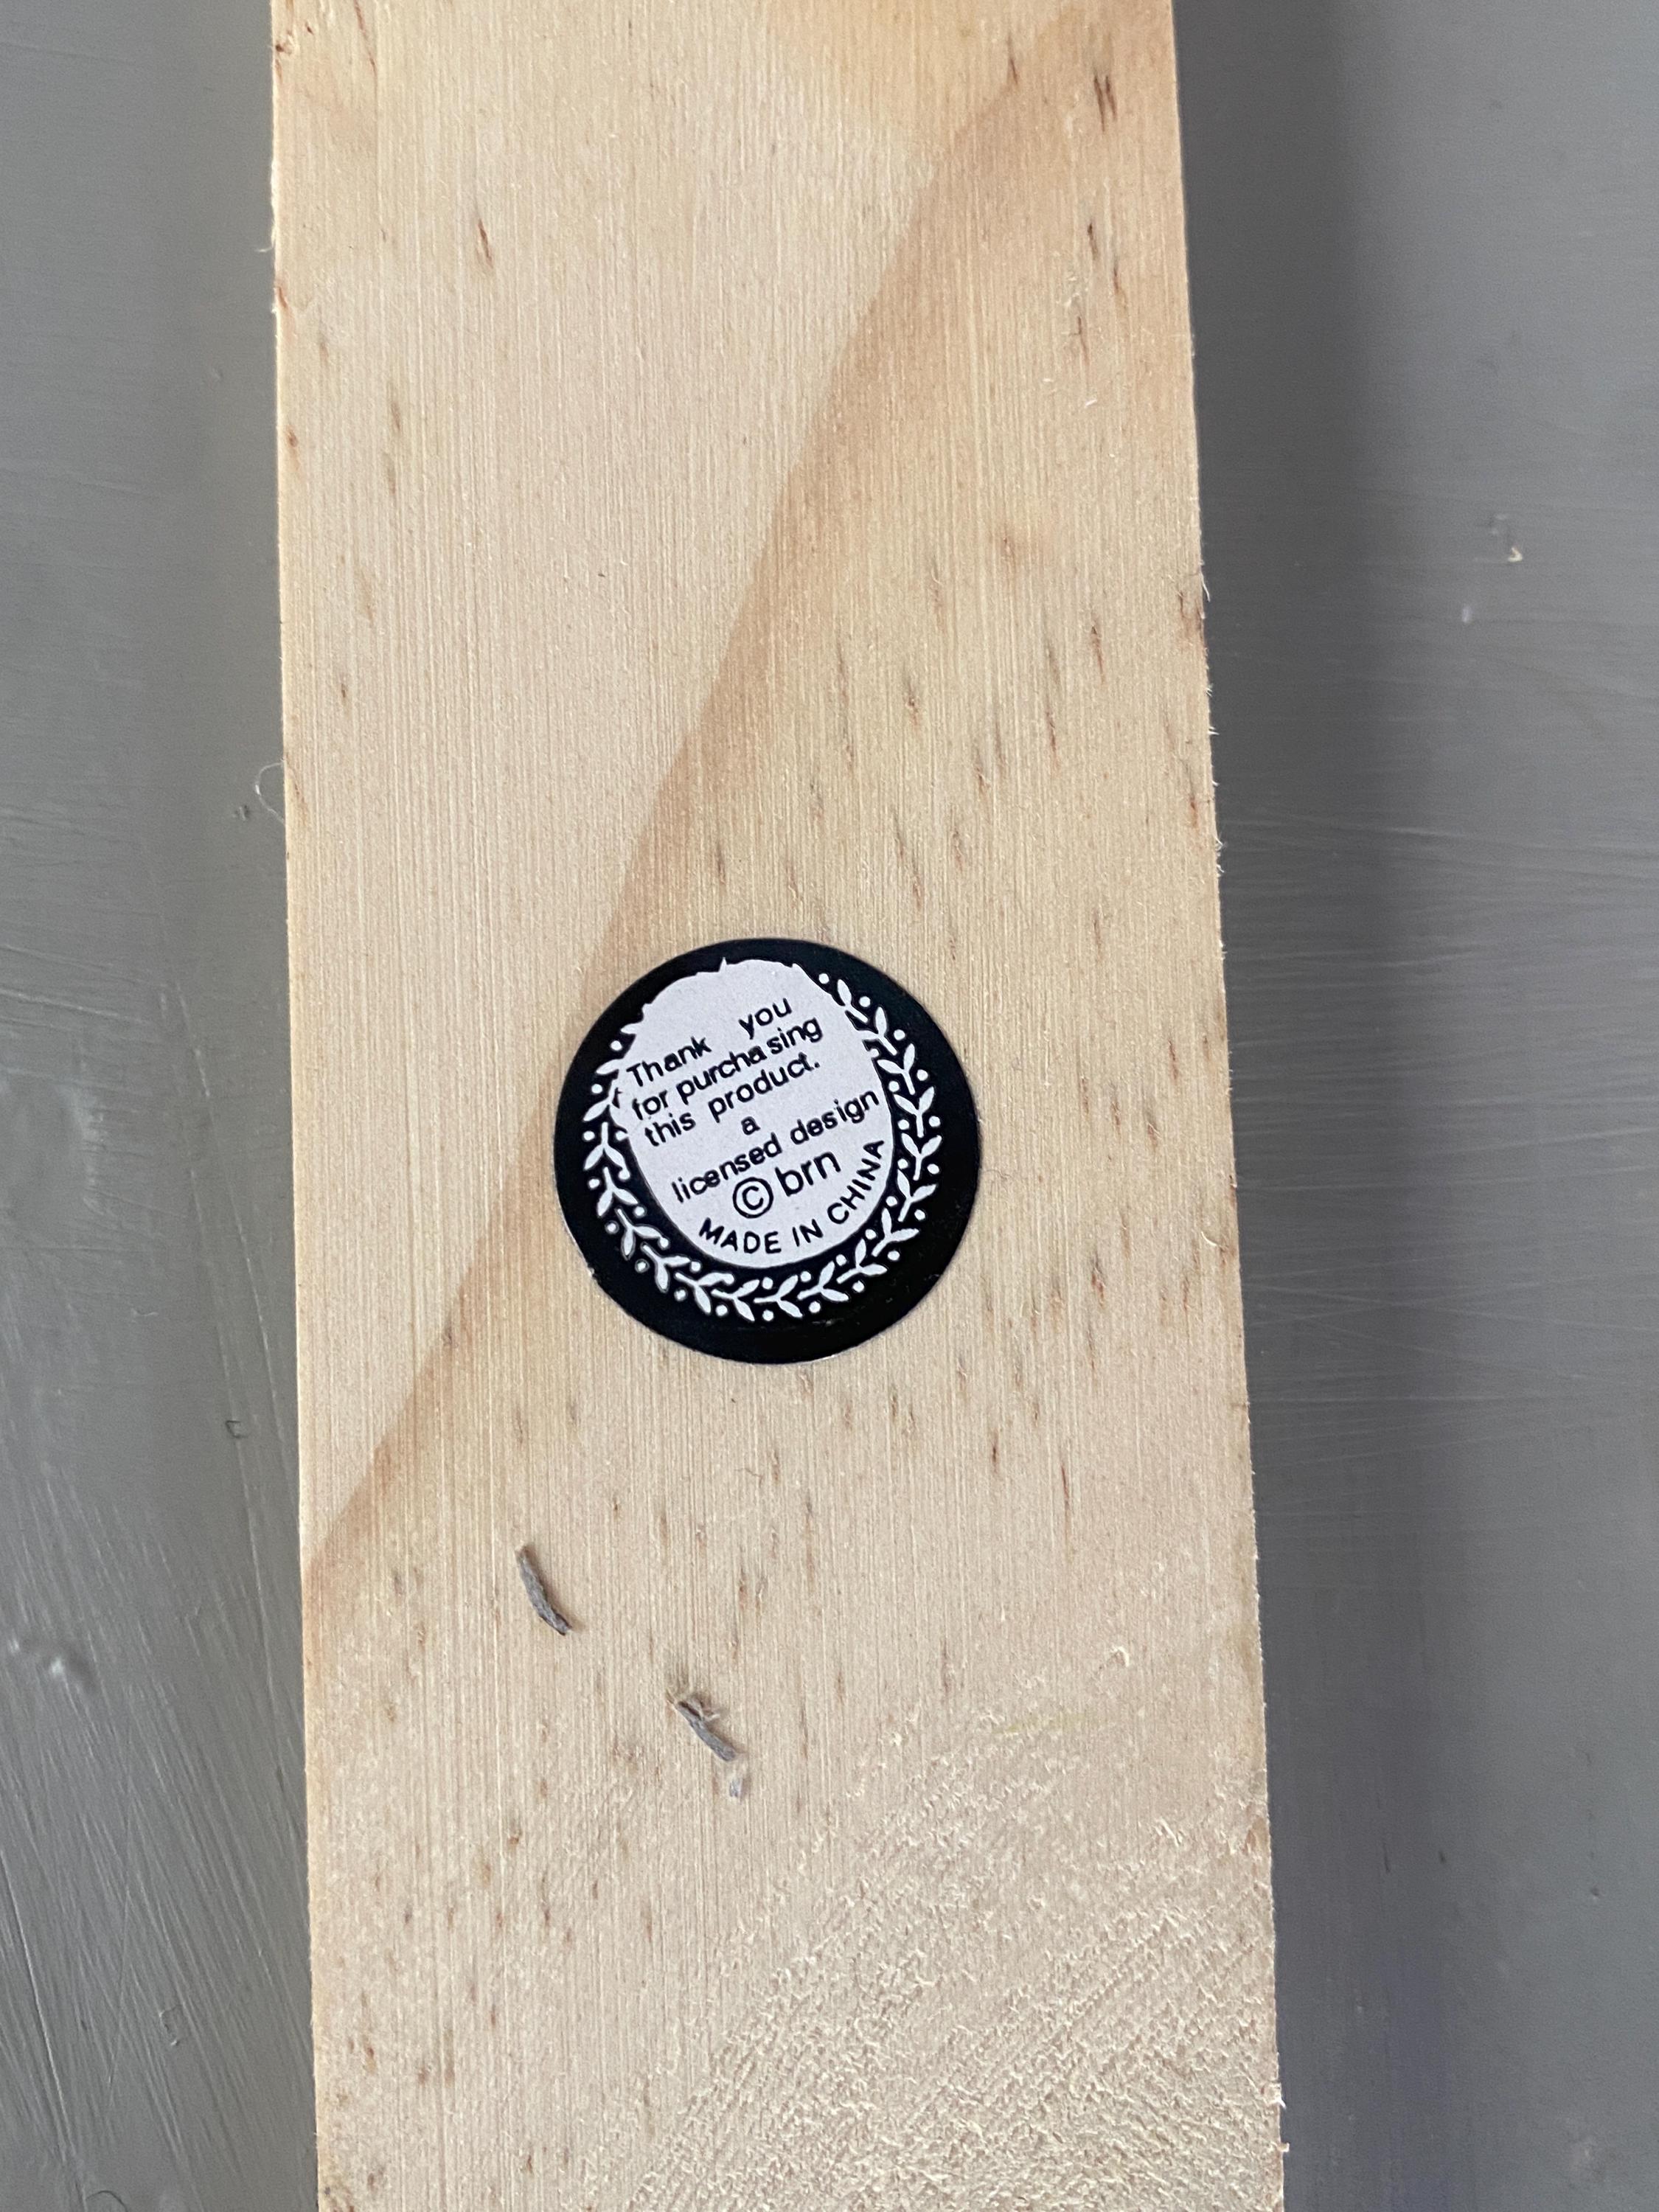 Thank you
for purchasing
this product.
a
licensed design
© brn
MADE IN CHINA